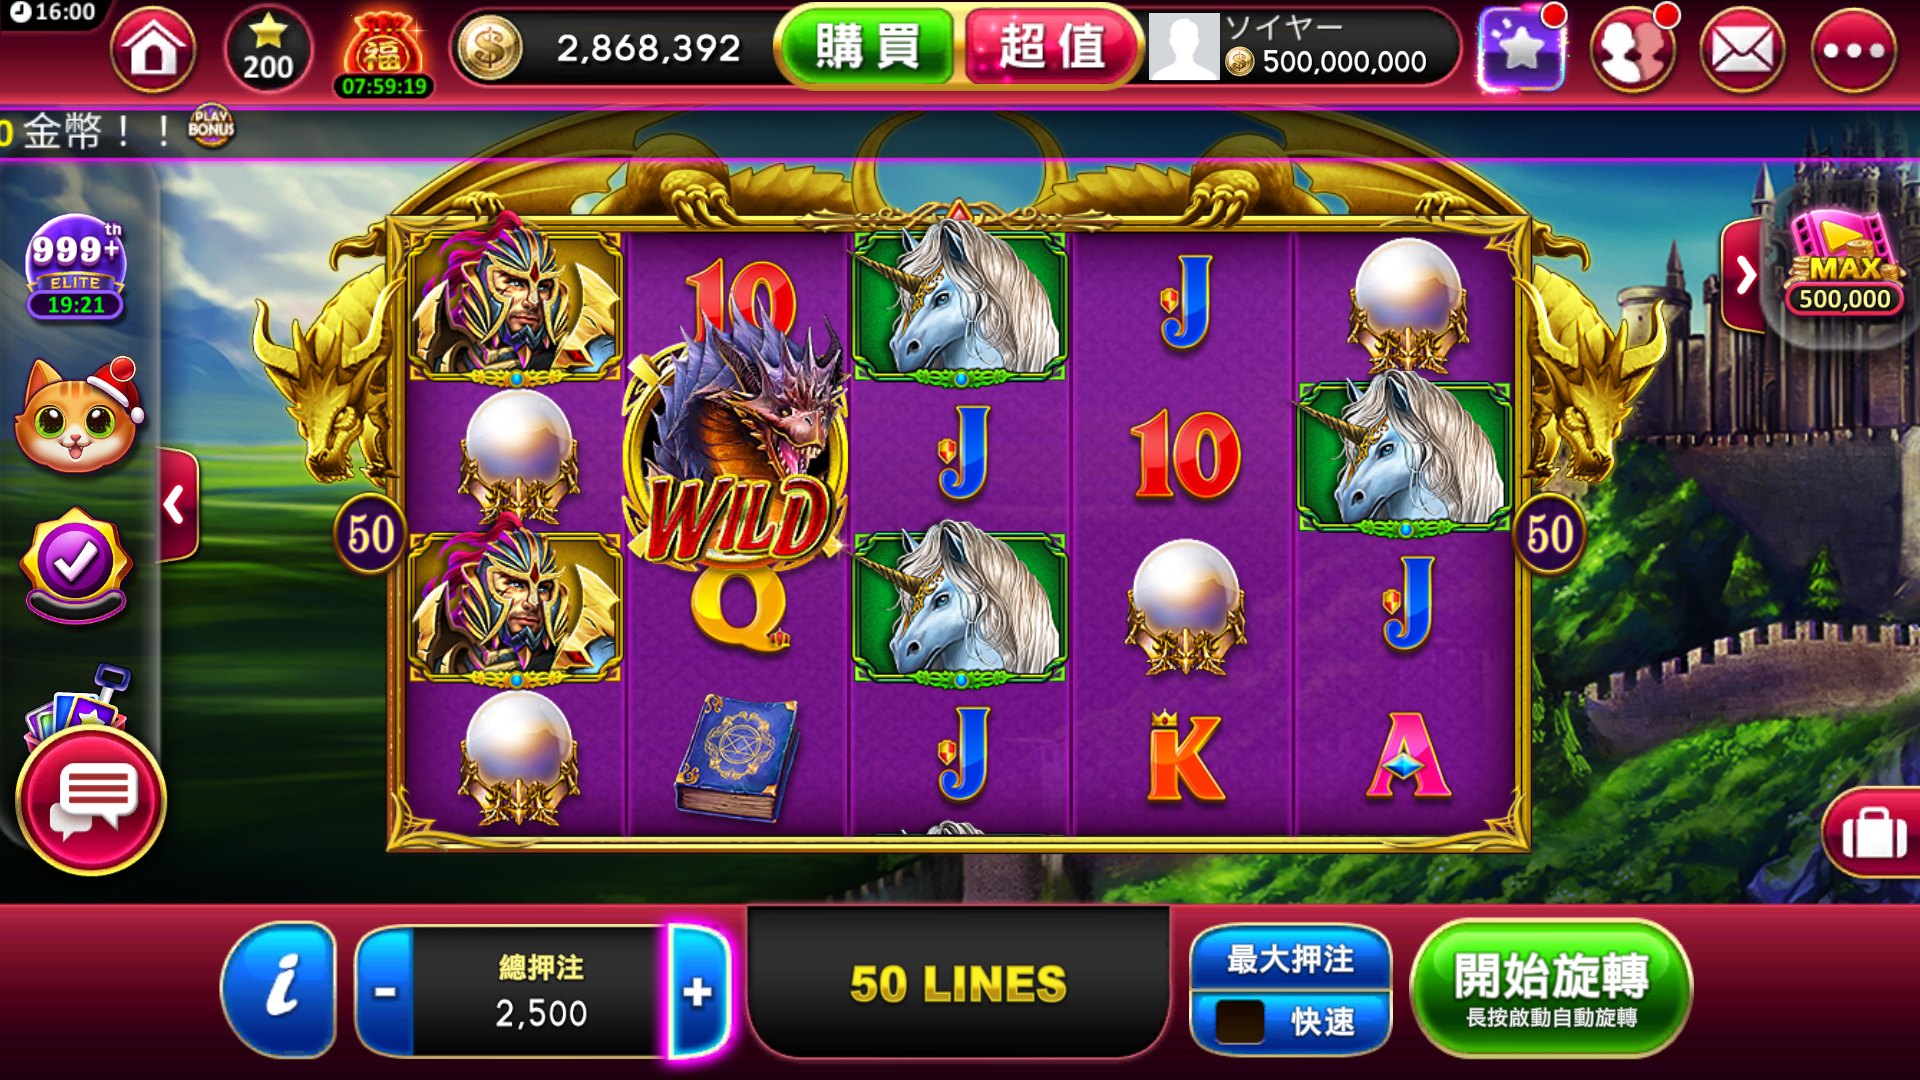 16:00
200
福
07:59:19
2,868,392
購買
超值
ソイヤー
500,000,000
0 金幣！！
PLAY BONUS
999+th
ELITE
19:21
MAX
500,000
10
J
WILD
J
10
50
50
Q
J
J
K
A
總押注
2,500
-
+
i
50 LINES
最大押注
快速
開始旋轉
長按啟動自動旋轉